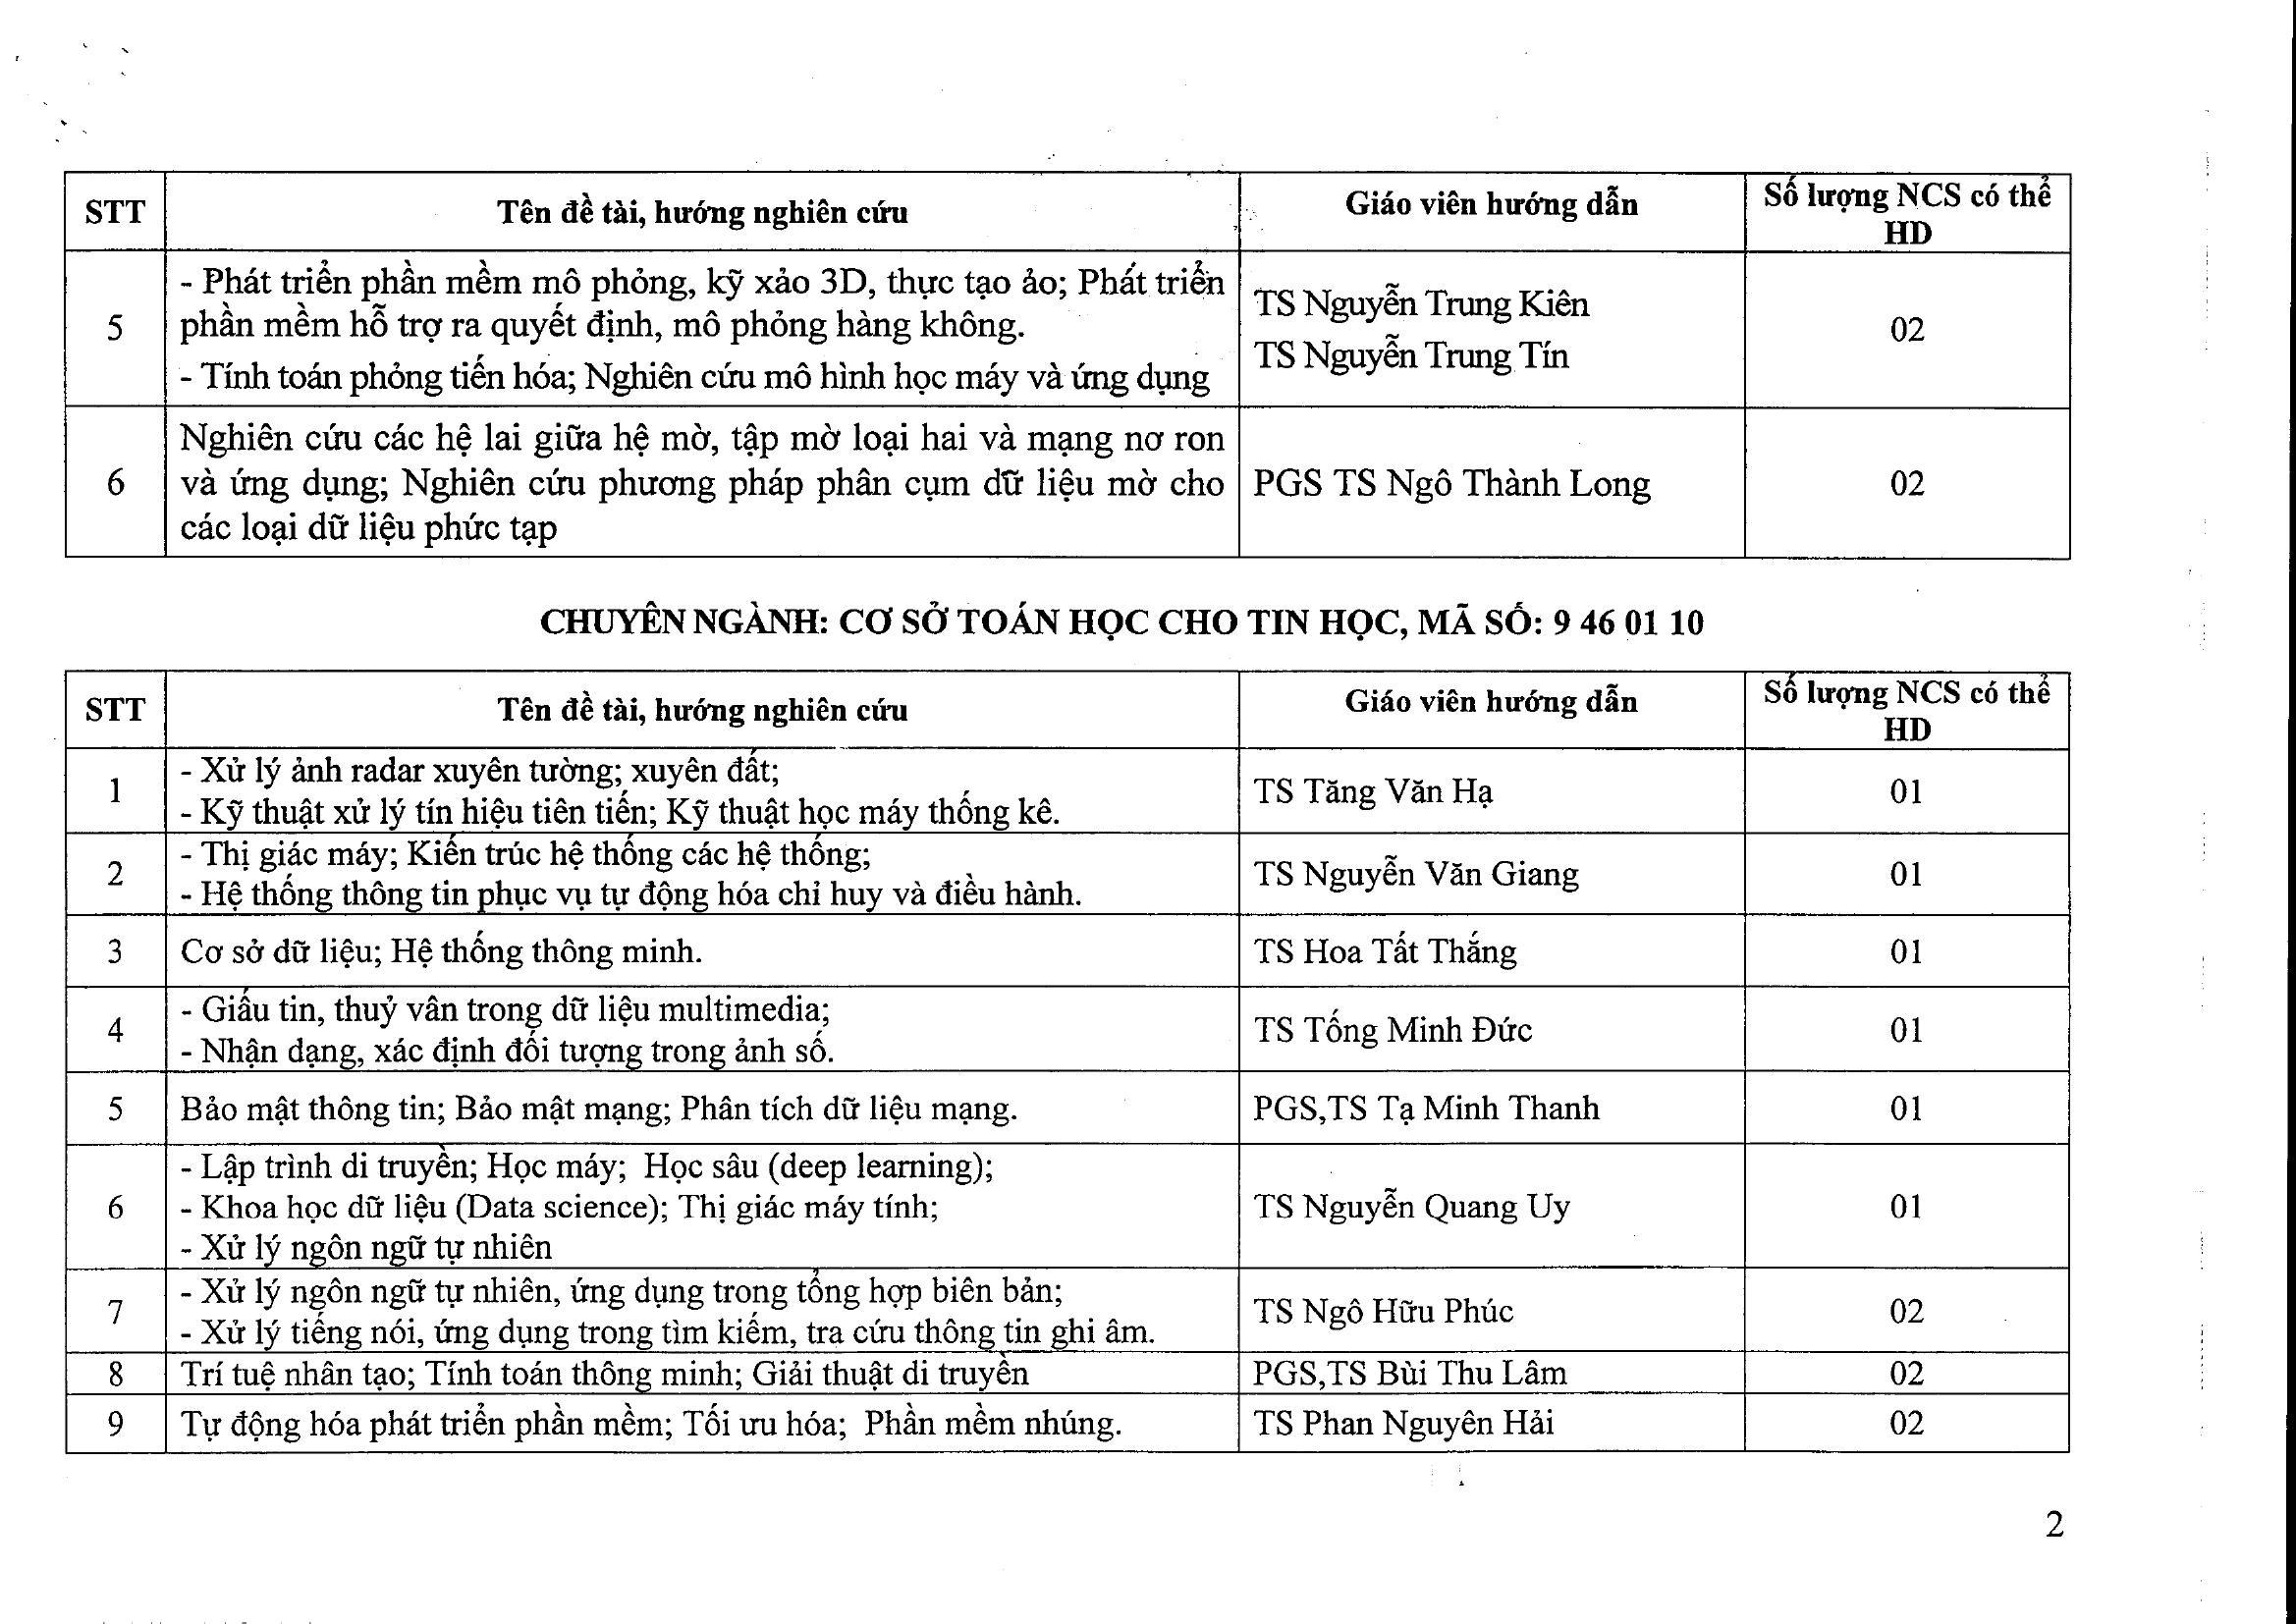 STT
Tên đề tài, hướng nghiên cứu
Giáo viên hướng dẫn
Số lượng NCS có thể
HD
5
- Phát triển phần mềm mô phỏng, kỹ xảo 3D, thực tạo ảo; Phát triển
phần mềm hỗ trợ ra quyết định, mô phỏng hàng không.
- Tính toán phỏng tiến hóa; Nghiên cứu mô hình học máy và ứng dụng
TS Nguyễn Trung Kiên
TS Nguyễn Trung Tín
02
6
Nghiên cứu các hệ lai giữa hệ mờ, tập mờ loại hai và mạng nơ ron
và ứng dụng; Nghiên cứu phương pháp phân cụm dữ liệu mờ cho
các loại dữ liệu phức tạp
PGS TS Ngô Thành Long
02
CHUYÊN NGÀNH: CƠ SỞ TOÁN HỌC CHO TIN HỌC, MÃ SỐ: 9 46 01 10
STT
Tên đề tài, hướng nghiên cứu
Giáo viên hướng dẫn
Số lượng NCS có thể
HD
1
- Xử lý ảnh radar xuyên tường; xuyên đất;
- Kỹ thuật xử lý tín hiệu tiên tiến; Kỹ thuật học máy thống kê.
TS Tăng Văn Hạ
01
2
- Thị giác máy; Kiến trúc hệ thống các hệ thống;
- Hệ thống thông tin phục vụ tự động hóa chỉ huy và điều hành.
TS Nguyễn Văn Giang
01
3
Cơ sở dữ liệu; Hệ thống thông minh.
TS Hoa Tất Thắng
01
4
- Giấu tin, thuỷ vân trong dữ liệu multimedia;
- Nhận dạng, xác định đối tượng trong ảnh số.
TS Tống Minh Đức
01
5
Bảo mật thông tin; Bảo mật mạng; Phân tích dữ liệu mạng.
PGS,TS Tạ Minh Thanh
01
6
- Lập trình di truyền; Học máy; Học sâu (deep learning);
- Khoa học dữ liệu (Data science); Thị giác máy tính;
- Xử lý ngôn ngữ tự nhiên
TS Nguyễn Quang Uy
01
7
- Xử lý ngôn ngữ tự nhiên, ứng dụng trong tổng hợp biên bản;
- Xử lý tiếng nói, ứng dụng trong tìm kiếm, tra cứu thông tin ghi âm.
TS Ngô Hữu Phúc
02
8
Trí tuệ nhân tạo; Tính toán thông minh; Giải thuật di truyền
PGS,TS Bùi Thu Lâm
02
9
Tự động hóa phát triển phần mềm; Tối ưu hóa; Phần mềm nhúng.
TS Phan Nguyên Hải
02
2